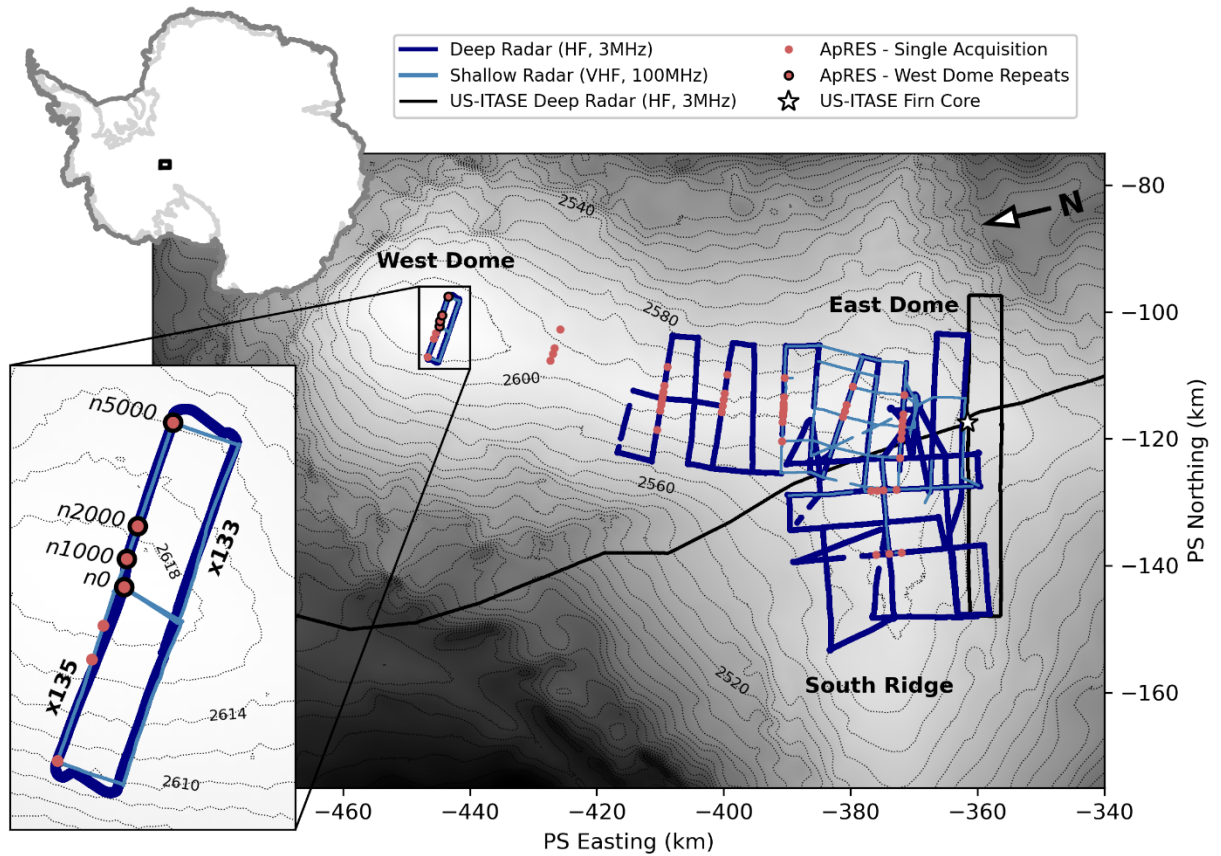 Deep Radar (HF, 3MHz)
Shallow Radar (VHF, 100MHz)
US-ITASE Deep Radar (HF, 3MHz)
ApRES - Single Acquisition
ApRES - West Dome Repeats
US-ITASE Firn Core
N
2540
West Dome
East Dome
2580
2600
2560
2520
South Ridge
n5000
n2000
n1000
n0
2618
x133
x135
2614
2610
−80
−100
−120
−140
−160
PS Northing (km)
−460
−440
−420
−400
−380
−360
−340
PS Easting (km)